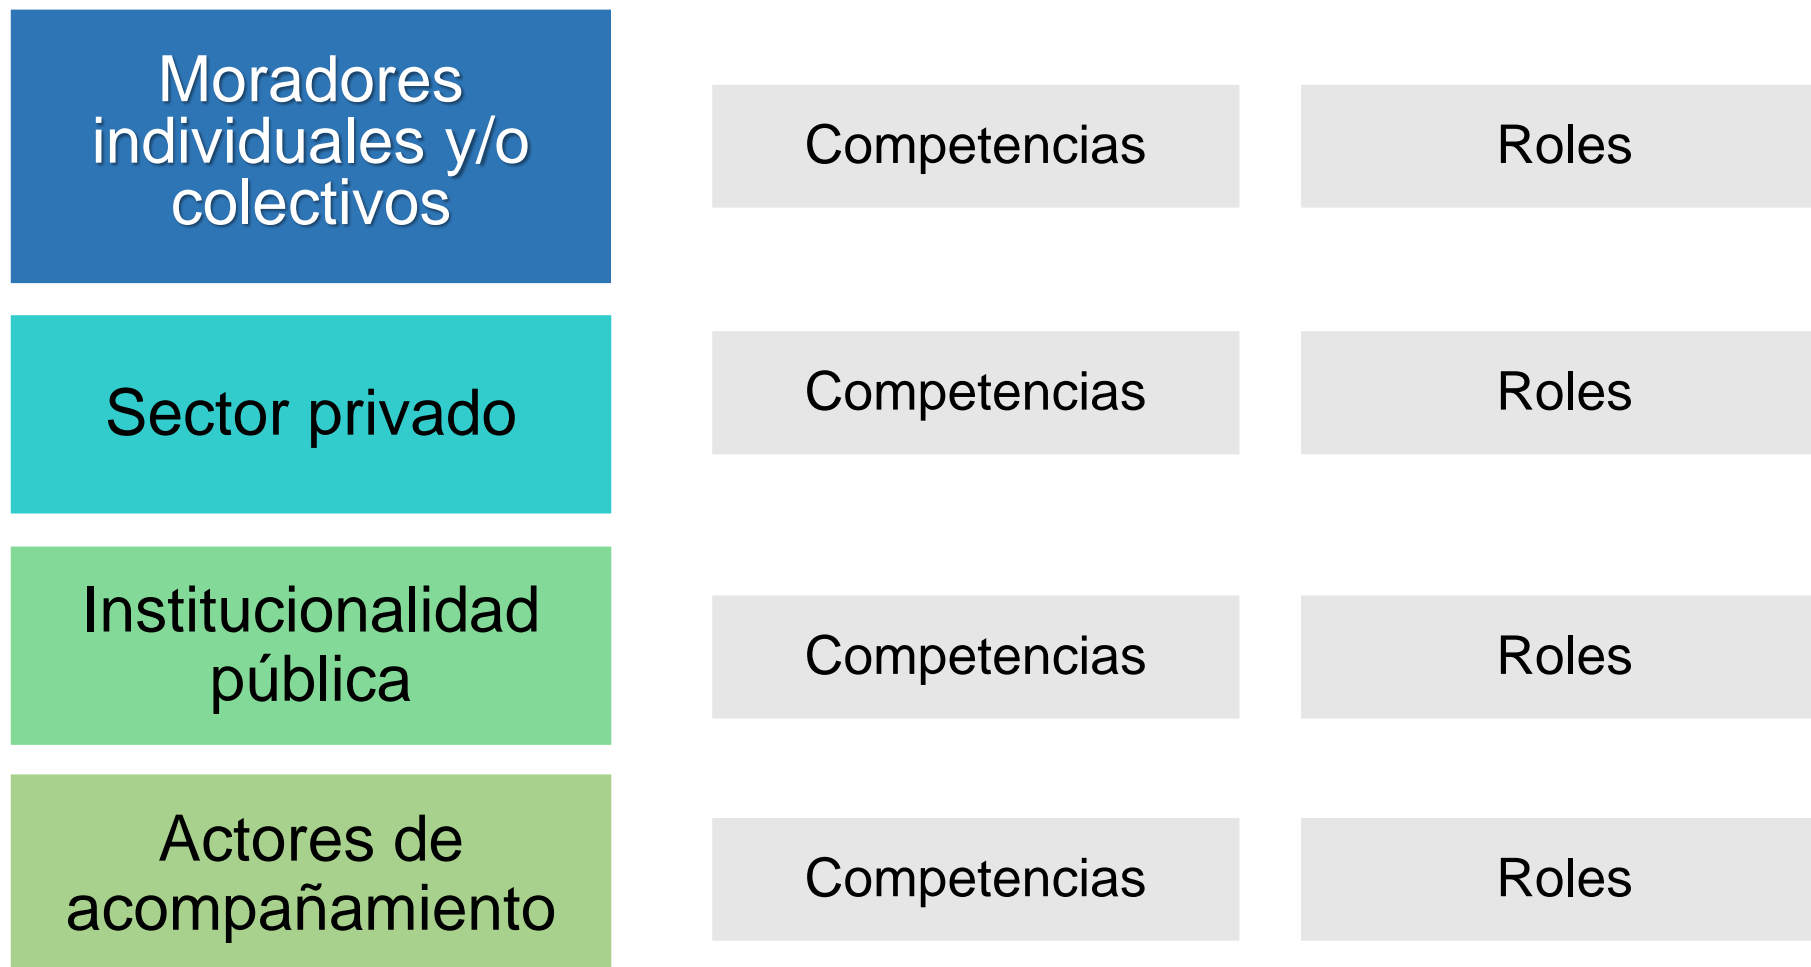 Moradores
individuales y/o
colectivos
Competencias
Roles
Sector privado
Competencias
Roles
Institucionalidad
pública
Competencias
Roles
Actores de
acompañamiento
Competencias
Roles